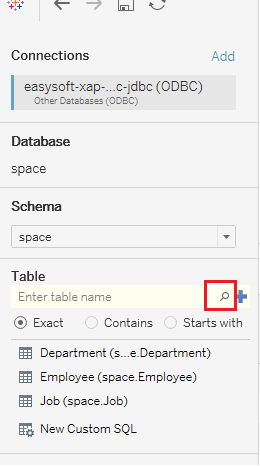 Connections Add
easysoft-xap-...c-jdbc (ODBC)
Other Databases (ODBC)
Database
space
Schema
space
Table
Enter table name
Exact Contains Starts with
Department (s...e.Department)
Employee (space.Employee)
Job (space.Job)
New Custom SQL